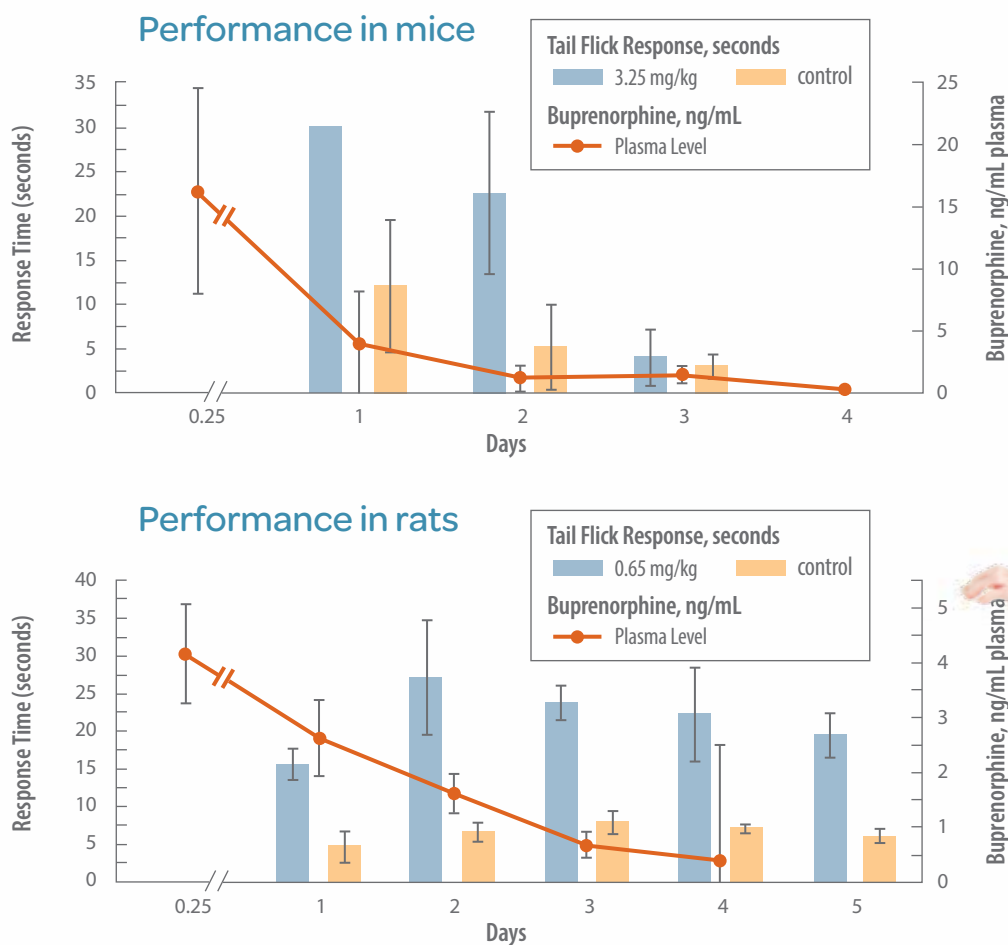 Performance in mice
Tail Flick Response, seconds
3.25 mg/kg control
Buprenorphine, ng/mL
Plasma Level
Response Time (seconds)
35
30
25
20
15
10
5
0
Buprenorphine, ng/mL plasma
25
20
15
10
5
0
0.25 1 2 3 4
Days
Performance in rats
Tail Flick Response, seconds
0.65 mg/kg control
Buprenorphine, ng/mL
Plasma Level
Response Time (seconds)
40
35
30
25
20
15
10
5
0
Buprenorphine, ng/mL plasma
5
4
3
2
1
0
0.25 1 2 3 4 5
Days